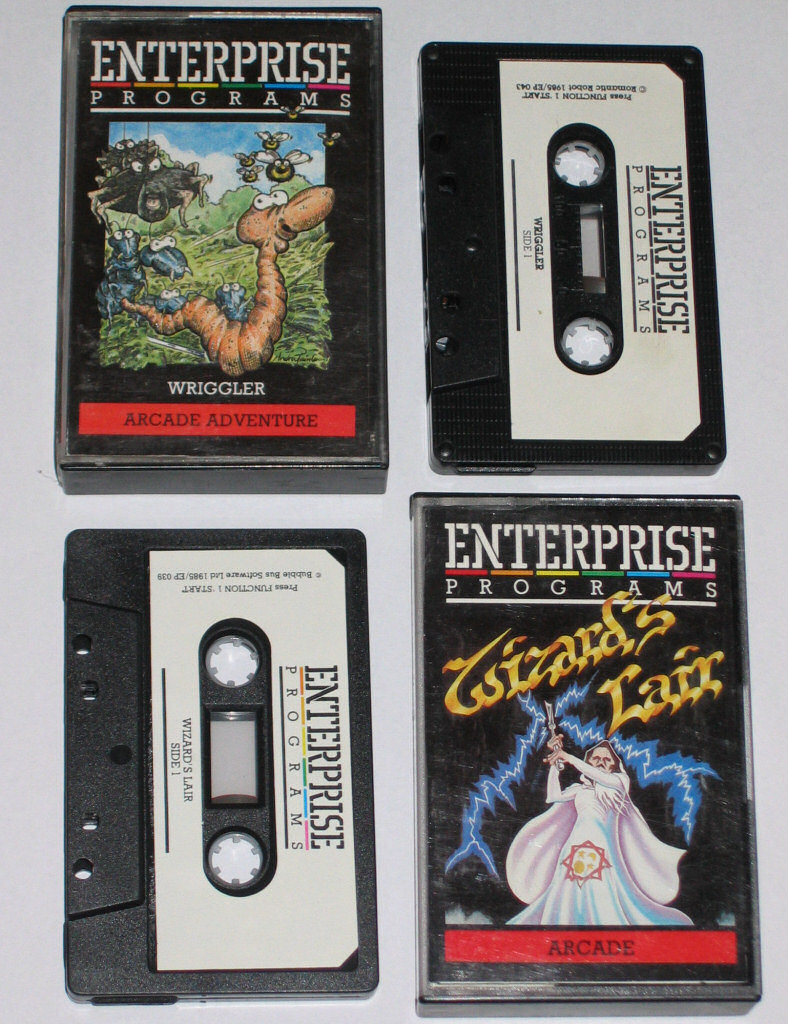 ENTERPRISE
PROGRAMS
WRIGGLER
ARCADE ADVENTURE
ENTERPRISE
PROGRAMS
WRIGGLER
SIDE 1
Press FUNCTION 1 'START'
© Romantic Robot 1985/EP 043
ENTERPRISE
PROGRAMS
WIZARD'S LAIR
SIDE 1
Press FUNCTION 1 'START'
© Bubble Bus Software Ltd 1985/EP 039
ENTERPRISE
PROGRAMS
Wizard's
Lair
ARCADE